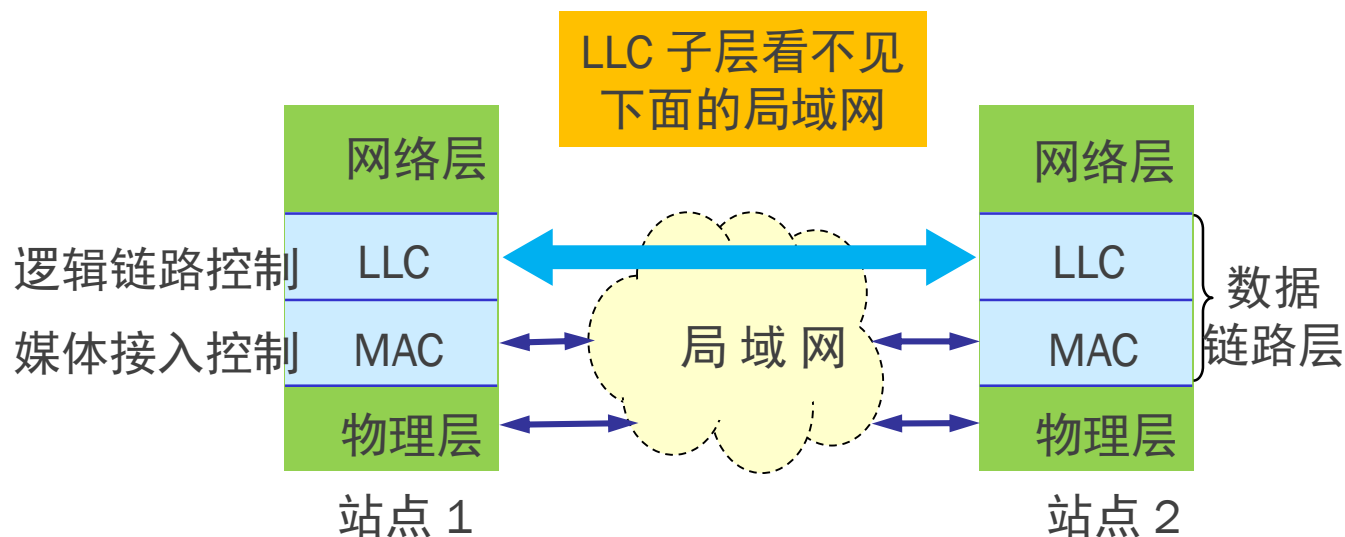 LLC 子层看不见
下面的局域网
网络层
网络层
逻辑链路控制
LLC
LLC
数据
链路层
媒体接入控制
MAC
局 域 网
MAC
物理层
物理层
站点 1
站点 2